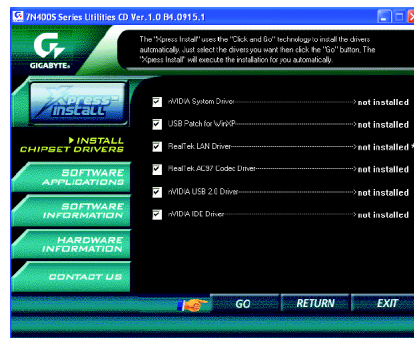 7N400S Series Utilities CD Ver.1.0 B4.0915.1
GIGABYTE
The "Xpress Install" uses the "Click and Go" technology to install the drivers
automatically. Just select the drivers you want then click the "Go" button. The
"Xpress Install" will execute the installation for you automatically.
Xpress
INSTALL
INSTALL
CHIPSET DRIVERS
SOFTWARE
APPLICATIONS
SOFTWARE
INFORMATION
HARDWARE
INFORMATION
CONTACT US
nVIDIA System Driver not installed
USB Patch for WinXP not installed
RealTek LAN Driver not installed *
RealTek AC97 Codec Driver not installed
nVIDIA USB 2.0 Driver not installed
nVIDIA IDE Driver not installed
GO RETURN EXIT